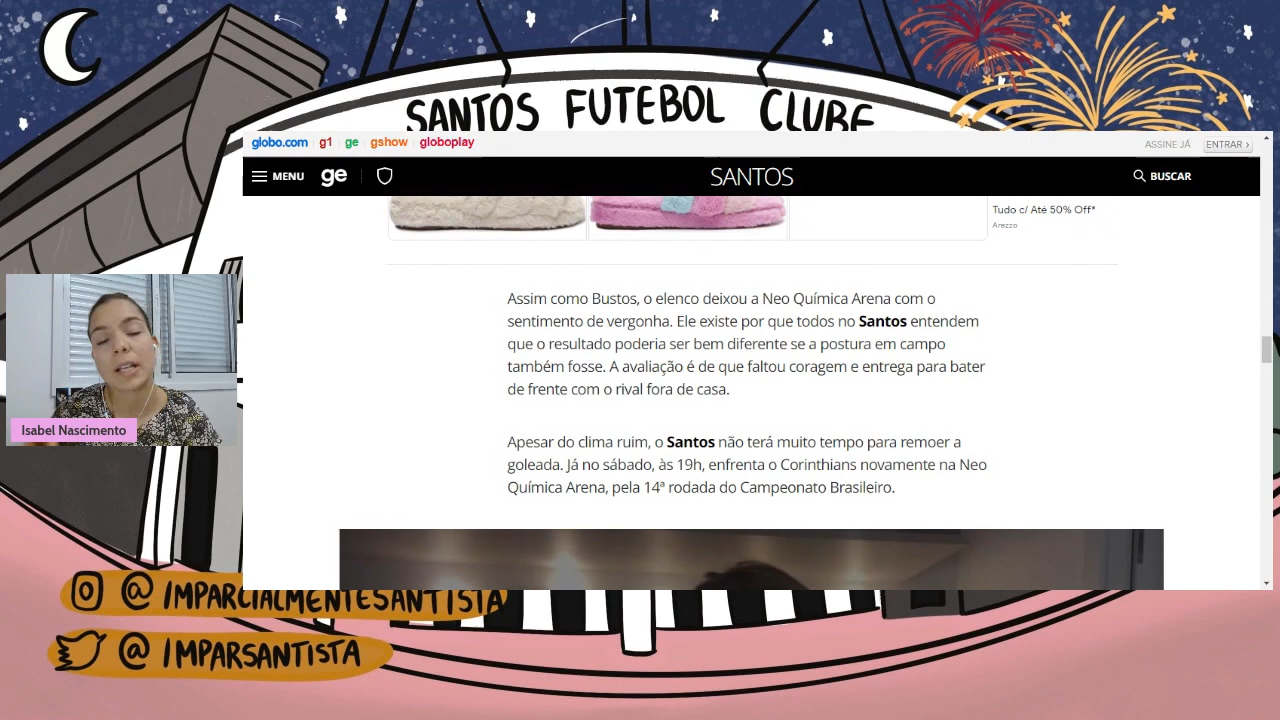 SANTOS FUTEBOL CLUBE
globo.com g1 ge gshow globoplay
ASSINE JÁ ENTRAR ›
MENU ge SANTOS BUSCAR
Tudo c/ Até 50% Off*
Arezzo
Assim como Bustos, o elenco deixou a Neo Química Arena com o
sentimento de vergonha. Ele existe por que todos no Santos entendem
que o resultado poderia ser bem diferente se a postura em campo
também fosse. A avaliação é de que faltou coragem e entrega para bater
de frente com o rival fora de casa.
Apesar do clima ruim, o Santos não terá muito tempo para remoer a
goleada. Já no sábado, às 19h, enfrenta o Corinthians novamente na Neo
Química Arena, pela 14ª rodada do Campeonato Brasileiro.
Isabel Nascimento
@IMPARCIALMENTESANTISTA
@IMPARSANTISTA